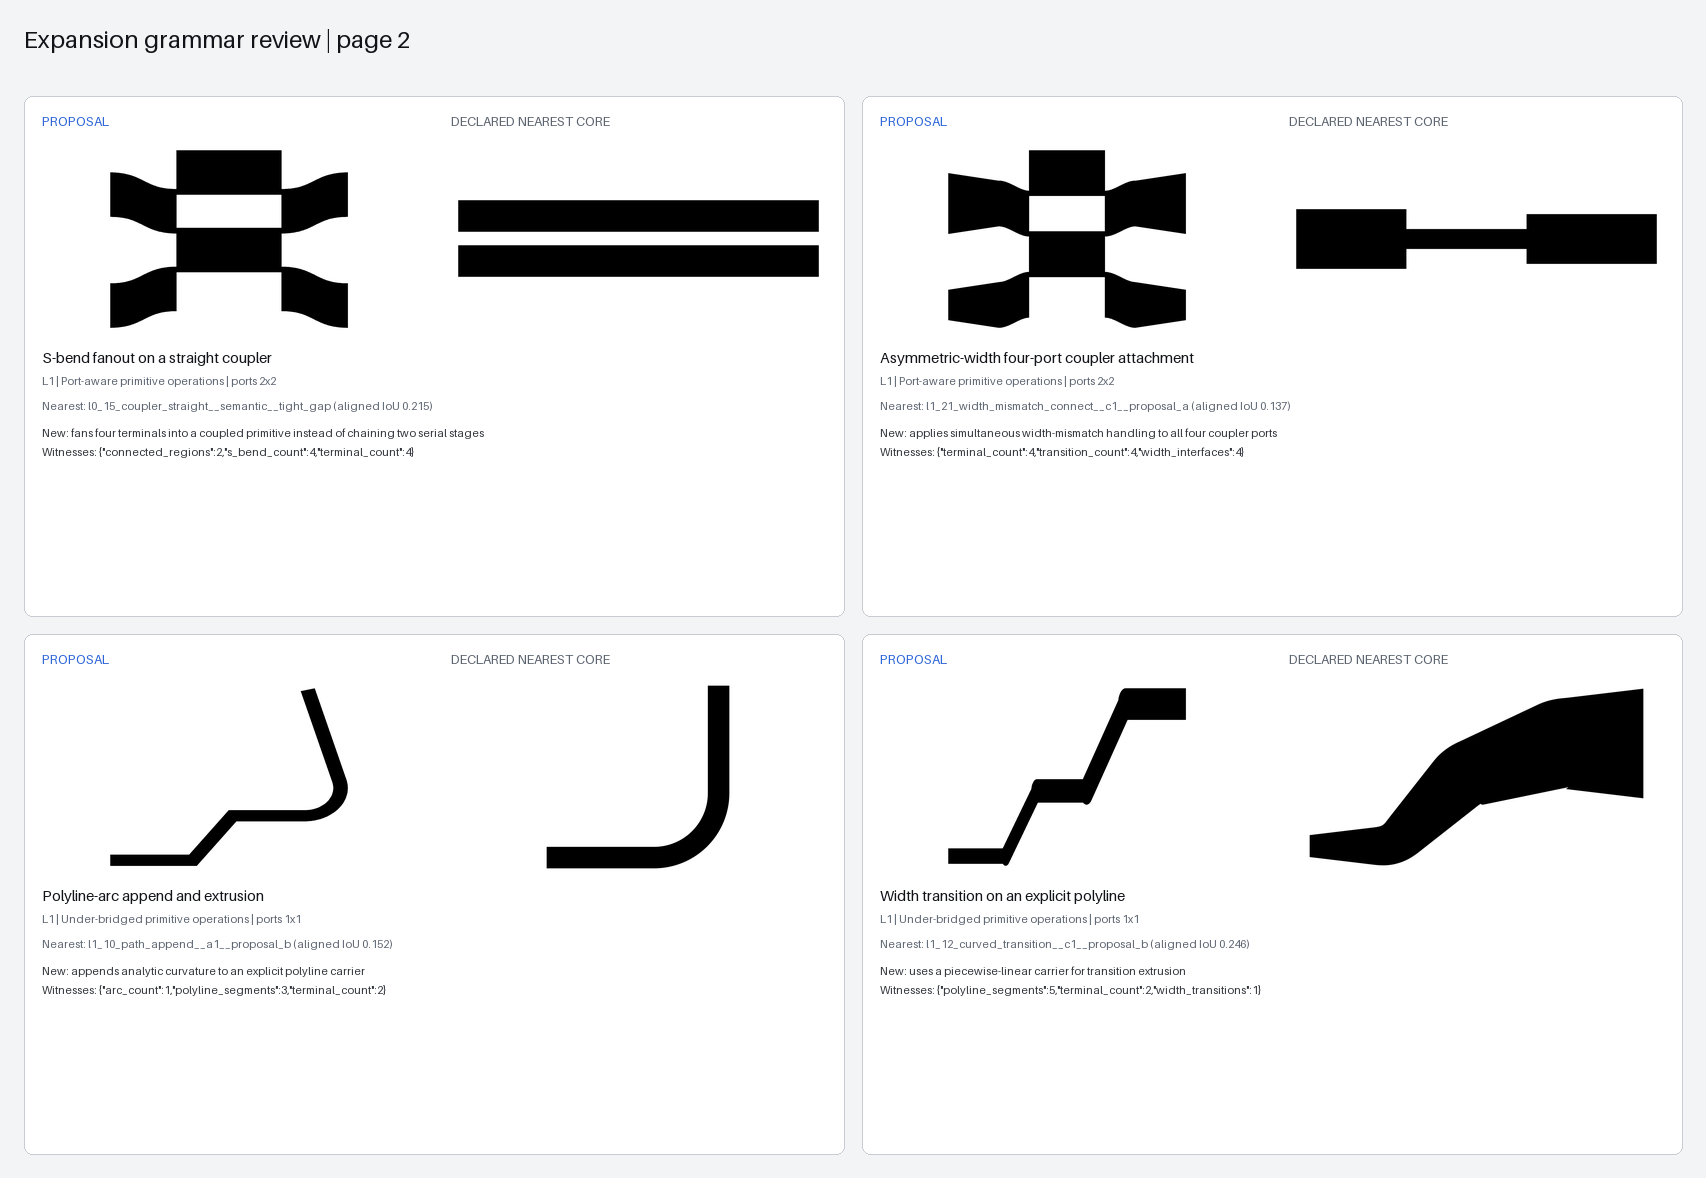 Expansion grammar review | page 2
PROPOSAL
DECLARED NEAREST CORE
S-bend fanout on a straight coupler
L1 | Port-aware primitive operations | ports 2x2
Nearest: l0_15_coupler_straight__semantic__tight_gap (aligned IoU 0.215)
New: fans four terminals into a coupled primitive instead of chaining two serial stages
Witnesses: {"connected_regions":2,"s_bend_count":4,"terminal_count":4}
PROPOSAL
DECLARED NEAREST CORE
Asymmetric-width four-port coupler attachment
L1 | Port-aware primitive operations | ports 2x2
Nearest: l1_21_width_mismatch_connect__c1__proposal_a (aligned IoU 0.137)
New: applies simultaneous width-mismatch handling to all four coupler ports
Witnesses: {"terminal_count":4,"transition_count":4,"width_interfaces":4}
PROPOSAL
DECLARED NEAREST CORE
Polyline-arc append and extrusion
L1 | Under-bridged primitive operations | ports 1x1
Nearest: l1_10_path_append__a1__proposal_b (aligned IoU 0.152)
New: appends analytic curvature to an explicit polyline carrier
Witnesses: {"arc_count":1,"polyline_segments":3,"terminal_count":2}
PROPOSAL
DECLARED NEAREST CORE
Width transition on an explicit polyline
L1 | Under-bridged primitive operations | ports 1x1
Nearest: l1_12_curved_transition__c1__proposal_b (aligned IoU 0.246)
New: uses a piecewise-linear carrier for transition extrusion
Witnesses: {"polyline_segments":5,"terminal_count":2,"width_transitions":1}